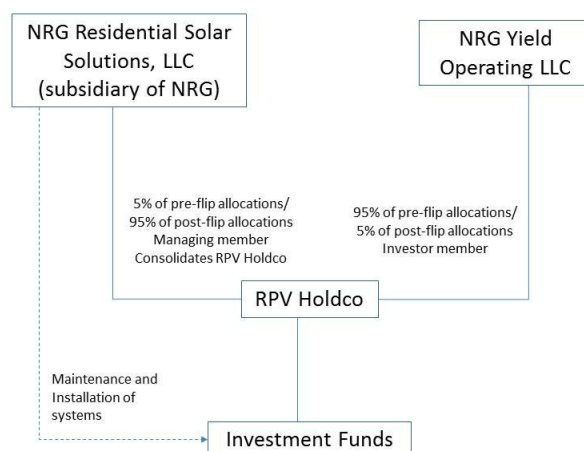 NRG Residential Solar
Solutions, LLC
(subsidiary of NRG)
NRG Yield
Operating LLC
5% of pre-flip allocations/
95% of post-flip allocations
Managing member
Consolidates RPV Holdco
95% of pre-flip allocations/
5% of post-flip allocations
Investor member
RPV Holdco
Maintenance and
Installation of
systems
Investment Funds